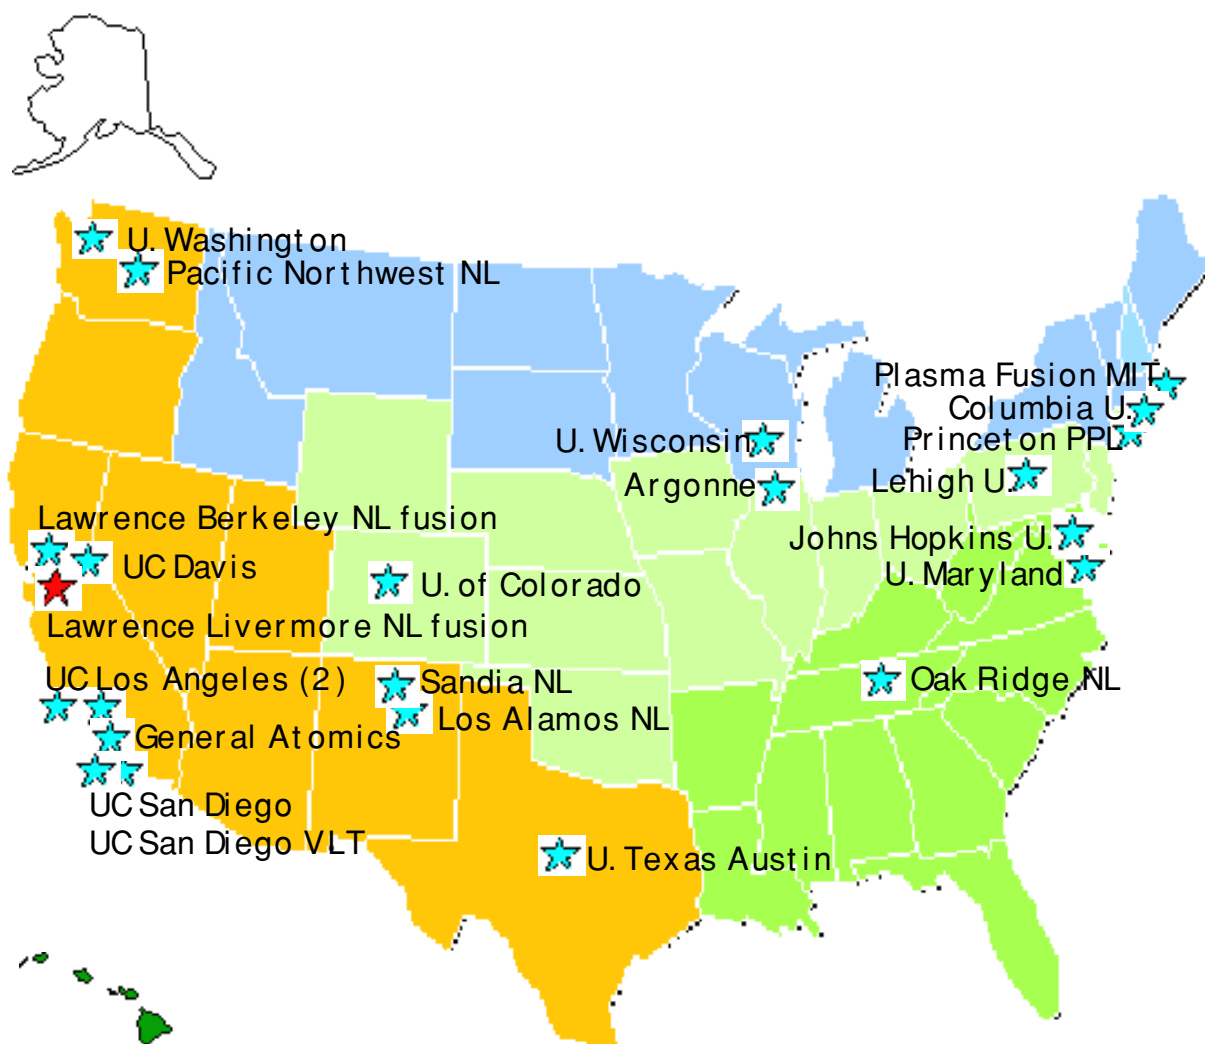 U. Washington
Pacific Northwest NL
Plasma Fusion MIT
Columbia U.
Princeton PPL
U. Wisconsin
Argonne
Lehigh U.
Lawrence Berkeley NL fusion
UC Davis
Johns Hopkins U.
U. Maryland
U. of Colorado
Lawrence Livermore NL fusion
UC Los Angeles (2)
Sandia NL
Oak Ridge NL
Los Alamos NL
General Atomics
UC San Diego
UC San Diego VLT
U. Texas Austin